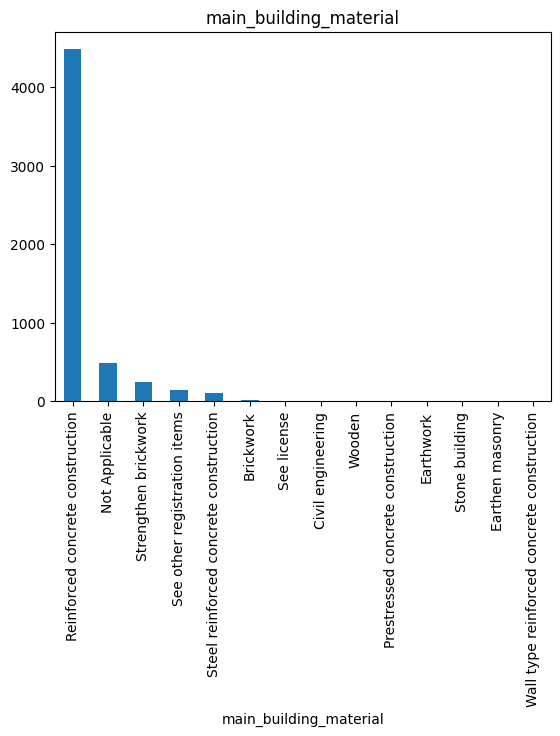 main_building_material
4000
3000
2000
1000
0
Reinforced concrete construction
Not Applicable
Strengthen brickwork
See other registration items
Steel reinforced concrete construction
Brickwork
See license
Civil engineering
Wooden
Prestressed concrete construction
Earthwork
Stone building
Earthen masonry
Wall type reinforced concrete construction
main_building_material